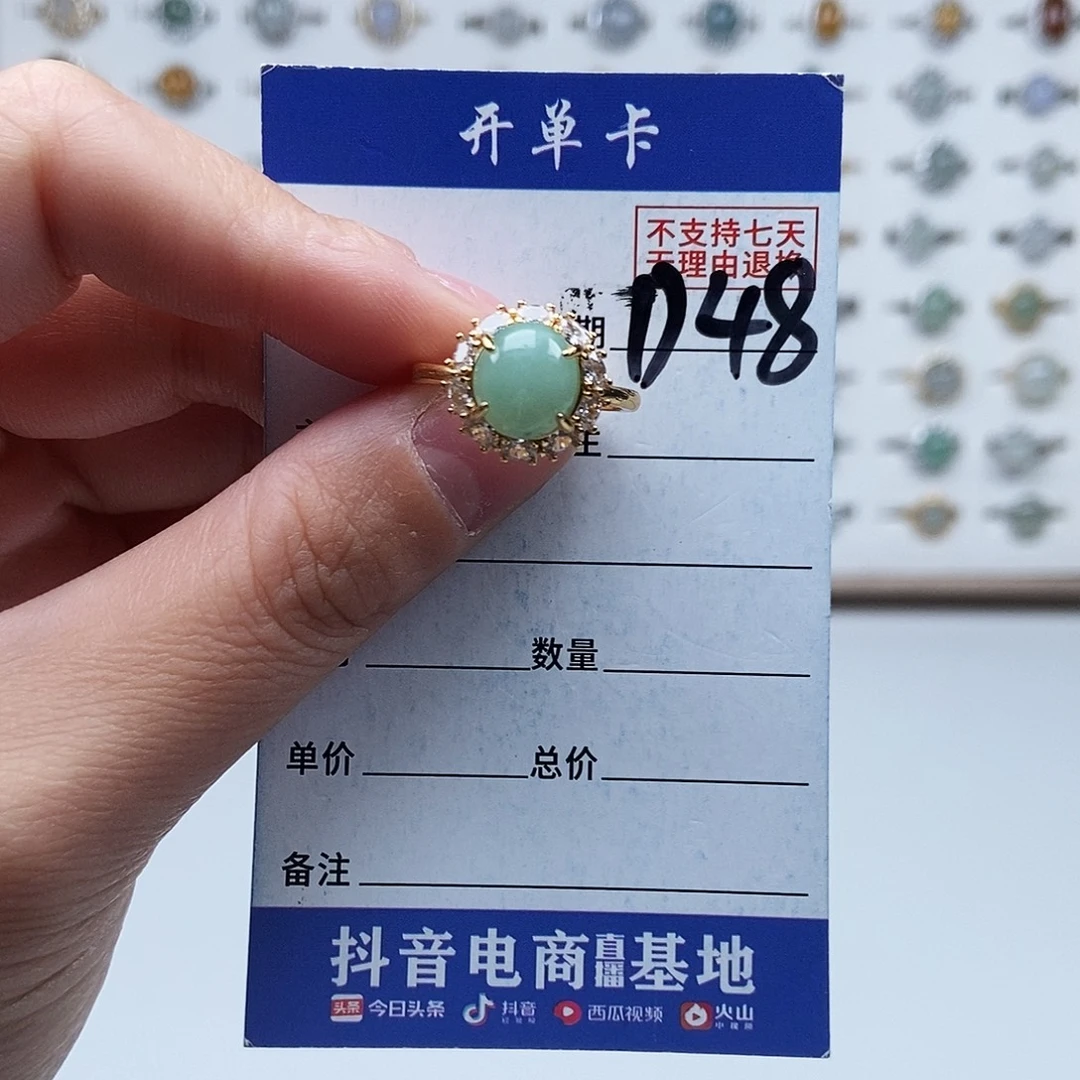 开单卡
不支持七天
无理由退换
期 D48
主
数量
单价 总价
备注
抖音电商直播基地
头条 今日头条 抖音 西瓜视频 火山